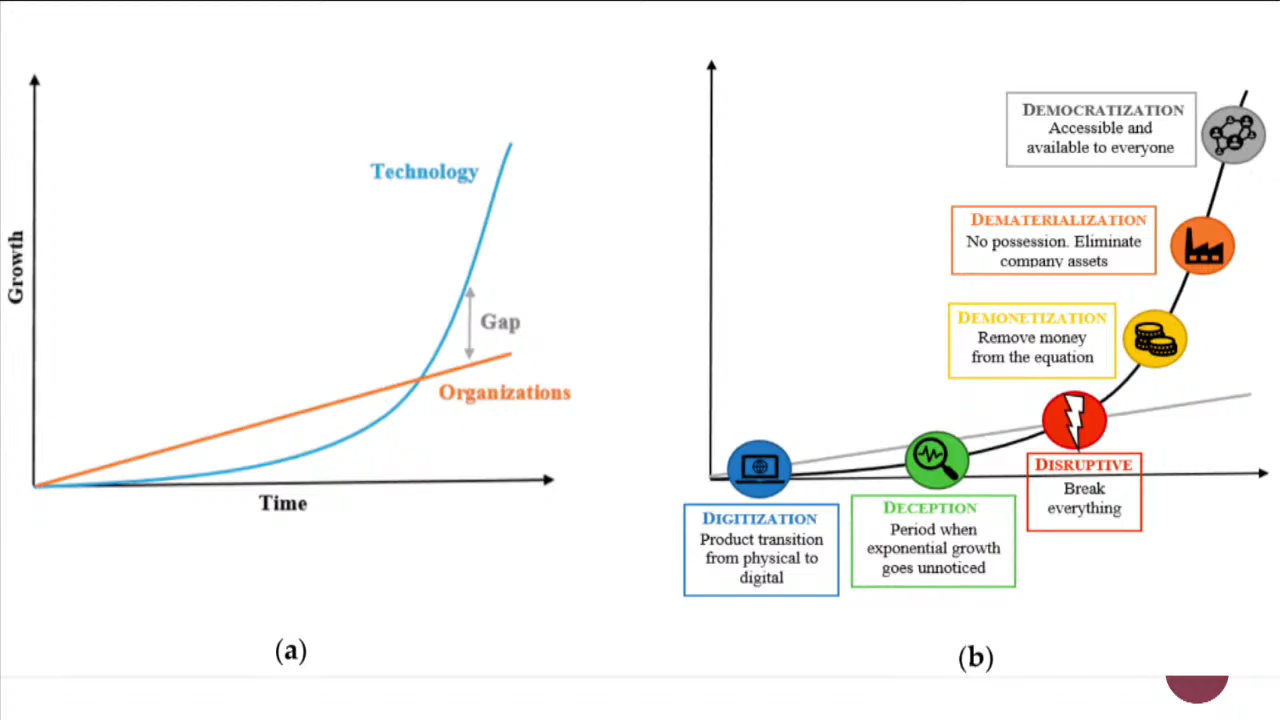 Technology
Growth
Gap
Organizations
Time
(a)
DEMOCRATIZATION
Accessible and
available to everyone
DEMATERIALIZATION
No possession. Eliminate
company assets
DEMONETIZATION
Remove money
from the equation
DISRUPTIVE
Break
everything
DECEPTION
Period when
exponential growth
goes unnoticed
DIGITIZATION
Product transition
from physical to
digital
(b)